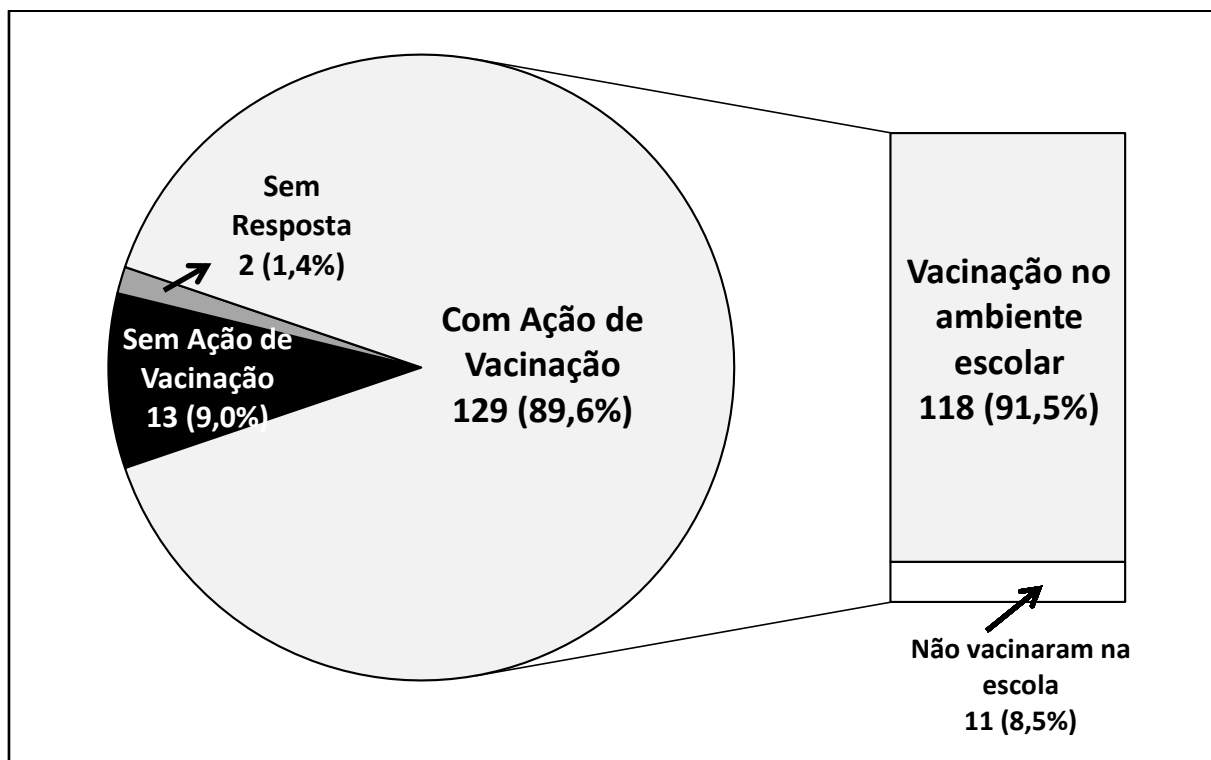 Sem
Resposta
2 (1,4%)
Sem Ação de
Vacinação
13 (9,0%)
Com Ação de
Vacinação
129 (89,6%)
Vacinação no
ambiente
escolar
118 (91,5%)
Não vacinaram na
escola
11 (8,5%)